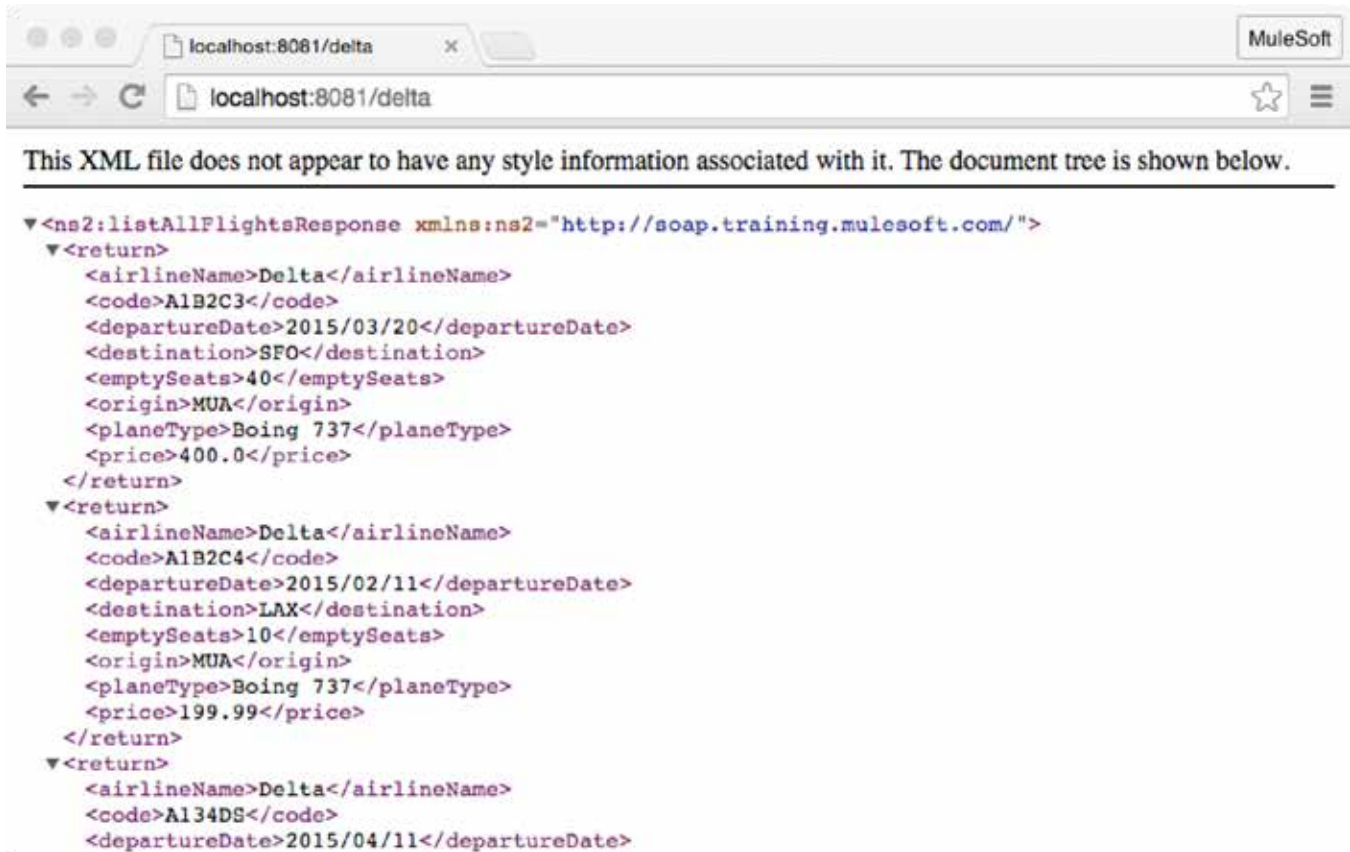 localhost:8081/delta
MuleSoft
localhost:8081/delta
This XML file does not appear to have any style information associated with it. The document tree is shown below.
▼<ns2:listAllFlightsResponse xmlns:ns2="http://soap.training.mulesoft.com/">
▼<return>
<airlineName>Delta</airlineName>
<code>A1B2C3</code>
<departureDate>2015/03/20</departureDate>
<destination>SFO</destination>
<emptySeats>40</emptySeats>
<origin>MUA</origin>
<planeType>Boing 737</planeType>
<price>400.0</price>
</return>
▼<return>
<airlineName>Delta</airlineName>
<code>A1B2C4</code>
<departureDate>2015/02/11</departureDate>
<destination>LAX</destination>
<emptySeats>10</emptySeats>
<origin>MUA</origin>
<planeType>Boing 737</planeType>
<price>199.99</price>
</return>
▼<return>
<airlineName>Delta</airlineName>
<code>A134DS</code>
<departureDate>2015/04/11</departureDate>